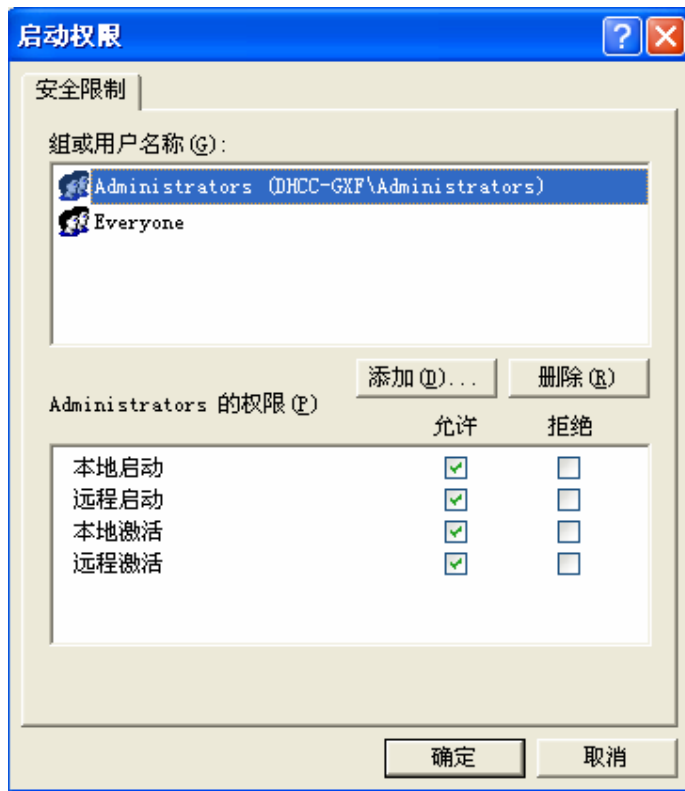 启动权限
安全限制
组或用户名称(G):
Administrators (DHCC-GXF\Administrators)
Everyone
添加(D)... 删除(R)
Administrators 的权限(P)
允许 拒绝
本地启动
远程启动
本地激活
远程激活
确定 取消